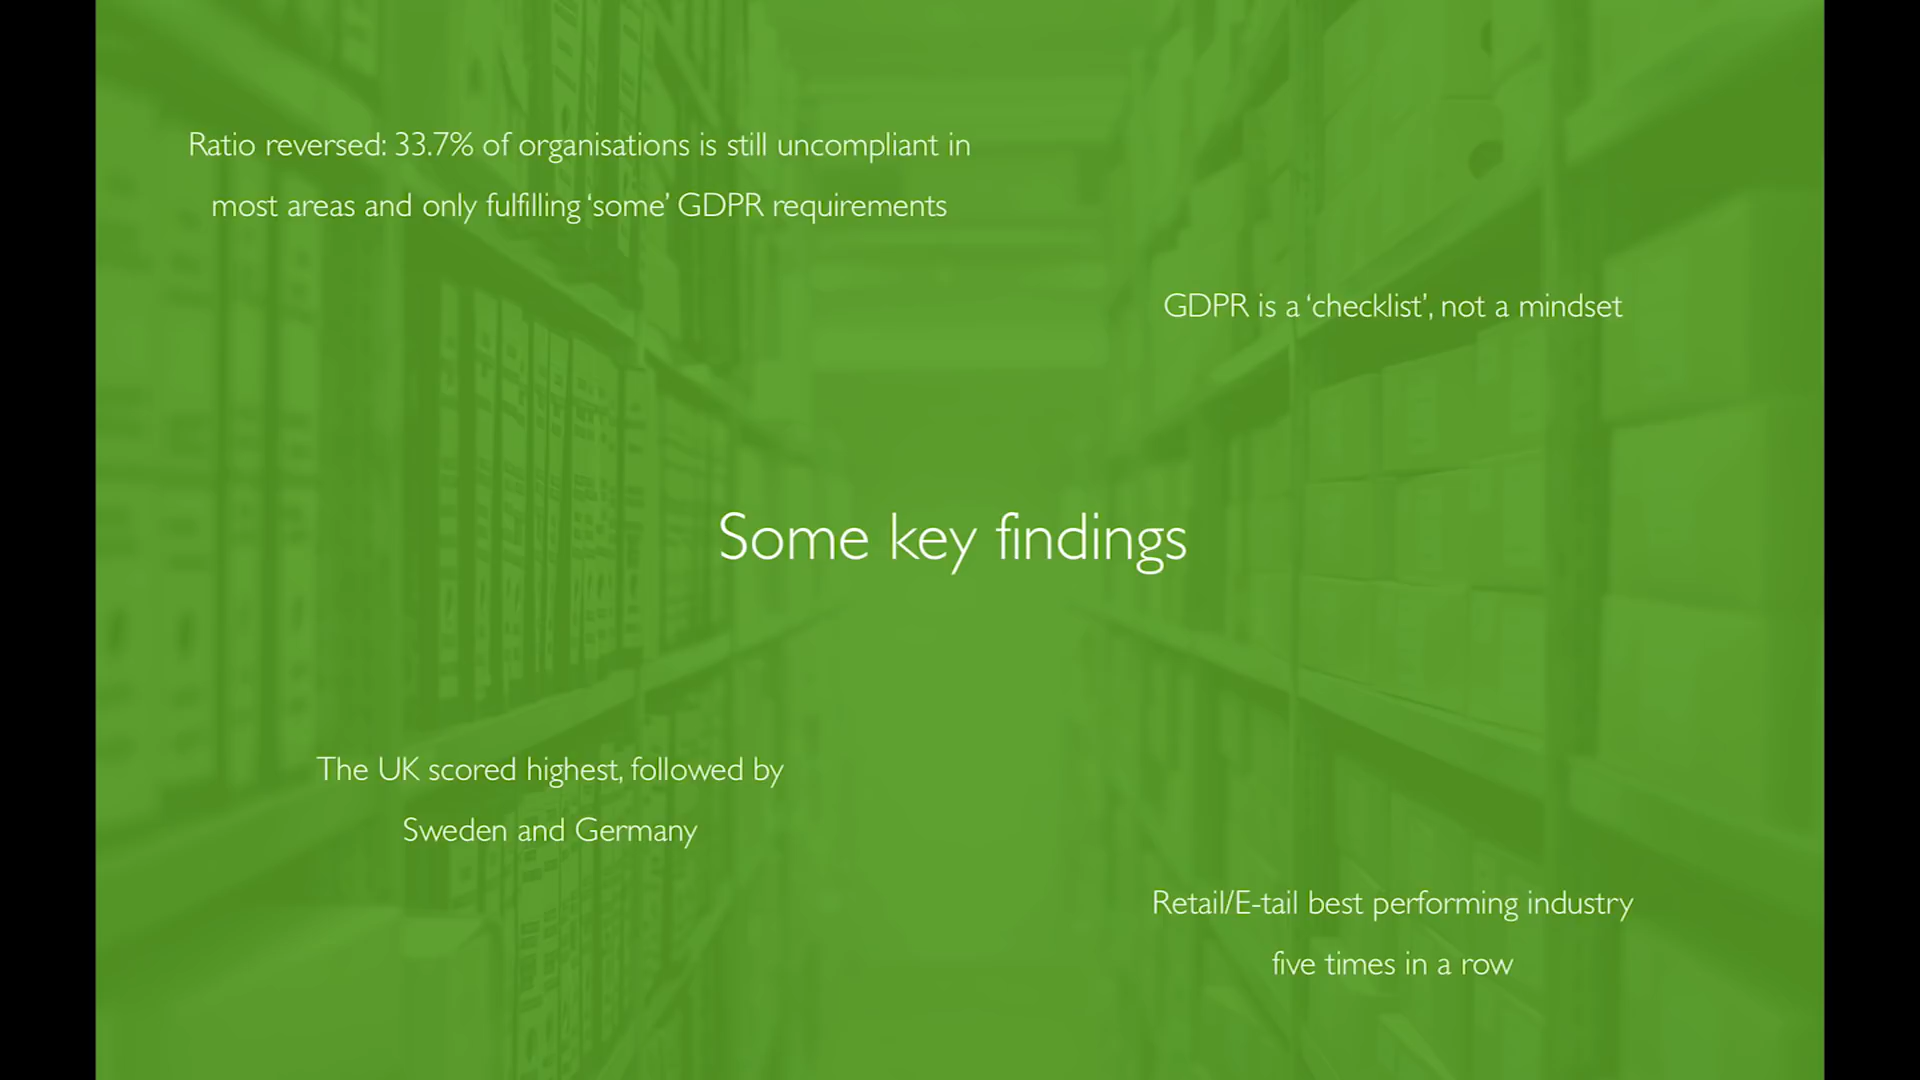 Ratio reversed: 33.7% of organisations is still uncompliant in
most areas and only fulfilling ‘some’ GDPR requirements
GDPR is a ‘checklist’, not a mindset
Some key findings
The UK scored highest, followed by
Sweden and Germany
Retail/E-tail best performing industry
five times in a row